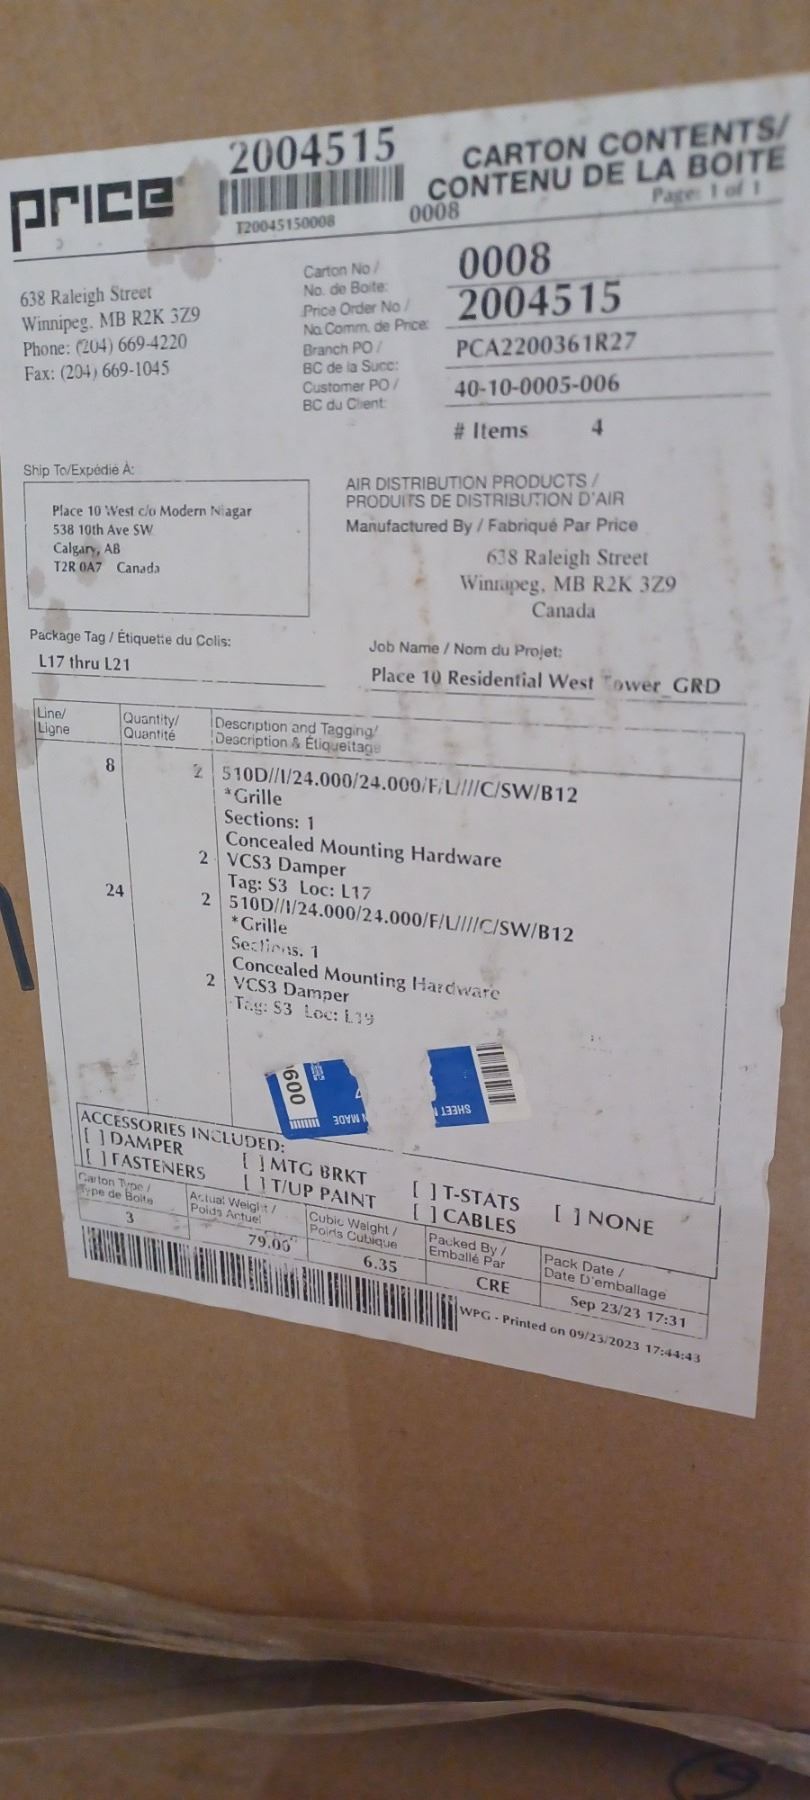 price®
2004515
T20045150008
0008
CARTON CONTENTS/
CONTENU DE LA BOITE
Page: 1 of 1
638 Raleigh Street
Winnipeg, MB R2K 3Z9
Phone: (204) 669-4220
Fax: (204) 669-1045
Carton No /
No. de Boite:
0008
Price Order No /
No Comm. de Price:
2004515
Branch PO /
BC de la Succ:
PCA2200361R27
Customer PO /
BC du Client:
40-10-0005-006
# Items 4
Ship To/Expédié À:
Place 10 West c/o Modern Niagar
538 10th Ave SW
Calgary, AB
T2R 0A7 Canada
AIR DISTRIBUTION PRODUCTS /
PRODUITS DE DISTRIBUTION D'AIR
Manufactured By / Fabriqué Par Price
638 Raleigh Street
Winnipeg, MB R2K 3Z9
Canada
Package Tag / Étiquette du Colis:
L17 thru L21
Job Name / Nom du Projet:
Place 10 Residential West Tower_GRD
Line/
Ligne
Quantity/
Quantité
Description and Tagging/
Description & Étiquettage
8 2 510D//I/24.000/24.000/F/L////C/SW/B12
*Grille
Sections: 1
Concealed Mounting Hardware
2 VCS3 Damper
Tag: S3 Loc: L17
24 2 510D//I/24.000/24.000/F/L////C/SW/B12
*Grille
Sections. 1
Concealed Mounting Hardware
2 VCS3 Damper
Tag: S3 Loc: L19
009
MADE
SHEET
ACCESSORIES INCLUDED:
[ ] DAMPER [ ] MTG BRKT [ ] T-STATS [ ] NONE
[ ] FASTENERS [ ] T/UP PAINT [ ] CABLES
Carton Type /
Type de Boite
3
Actual Weight /
Poids Actuel
79.06
Cubic Weight /
Poids Cubique
6.35
Packed By /
Emballé Par
CRE
Pack Date /
Date D'emballage
Sep 23/23 17:31
WPG - Printed on 09/23/2023 17:44:43